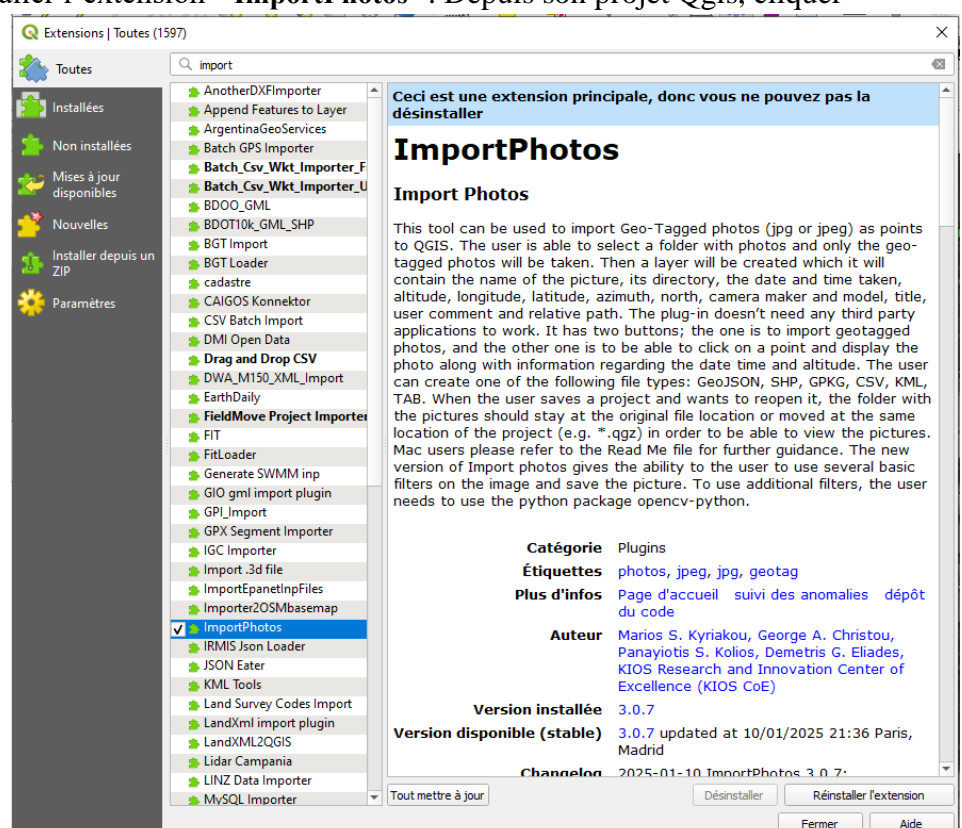 l'extension "ImportPhotos". Depuis son projet Qgis, cliquer
Extensions | Toutes (1597)
Toutes
Installées
Non installées
Mises à jour
disponibles
Nouvelles
Installer depuis un
ZIP
Paramètres
import
AnotherDXFImporter
Append Features to Layer
ArgentinaGeoServices
Batch GPS Importer
Batch_Csv_Wkt_Importer_F
Batch_Csv_Wkt_Importer_U
BDOO_GML
BDOT10k_GML_SHP
BGT Import
BGT Loader
cadastre
CAIGOS Konnektor
CSV Batch Import
DMI Open Data
Drag and Drop CSV
DWA_M150_XML_Import
EarthDaily
FieldMove Project Importer
FIT
FitLoader
Generate SWMM inp
GIO gml import plugin
GPI_Import
GPX Segment Importer
IGC Importer
Import .3d file
ImportEpanetInpFiles
Importer2OSMbasemap
ImportPhotos
IRMIS Json Loader
JSON Eater
KML Tools
Land Survey Codes Import
LandXml import plugin
LandXML2QGIS
Lidar Campania
LINZ Data Importer
MySQL Importer
Ceci est une extension principale, donc vous ne pouvez pas la
désinstaller
ImportPhotos
Import Photos
This tool can be used to import Geo-Tagged photos (jpg or jpeg) as points
to QGIS. The user is able to select a folder with photos and only the geo-
tagged photos will be taken. Then a layer will be created which it will
contain the name of the picture, its directory, the date and time taken,
altitude, longitude, latitude, azimuth, north, camera maker and model, title,
user comment and relative path. The plug-in doesn't need any third party
applications to work. It has two buttons; the one is to import geotagged
photos, and the other one is to be able to click on a point and display the
photo along with information regarding the date time and altitude. The user
can create one of the following file types: GeoJSON, SHP, GPKG, CSV, KML,
TAB. When the user saves a project and wants to reopen it, the folder with
the pictures should stay at the original file location or moved at the same
location of the project (e.g. *.qgz) in order to be able to view the pictures.
Mac users please refer to the Read Me file for further guidance. The new
version of Import photos gives the ability to the user to use several basic
filters on the image and save the picture. To use additional filters, the user
needs to use the python package opencv-python.
Catégorie Plugins
Étiquettes photos, jpeg, jpg, geotag
Plus d'infos Page d'accueil suivi des anomalies dépôt
du code
Auteur Marios S. Kyriakou, George A. Christou,
Panayiotis S. Kolios, Demetris G. Eliades,
KIOS Research and Innovation Center of
Excellence (KIOS CoE)
Version installée 3.0.7
Version disponible (stable) 3.0.7 updated at 10/01/2025 21:36 Paris,
Madrid
Changelog 2025-01-10 ImportPhotos 3.0.7:
Tout mettre à jour
Désinstaller
Réinstaller l'extension
Fermer
Aide